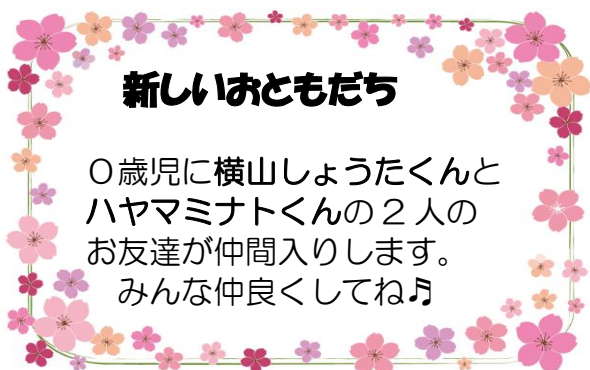 新しいおともだち
０歳児に横山しょうたくんと
ハヤマミナトくんの２人の
お友達が仲間入りします。
　みんな仲良くしてね♬